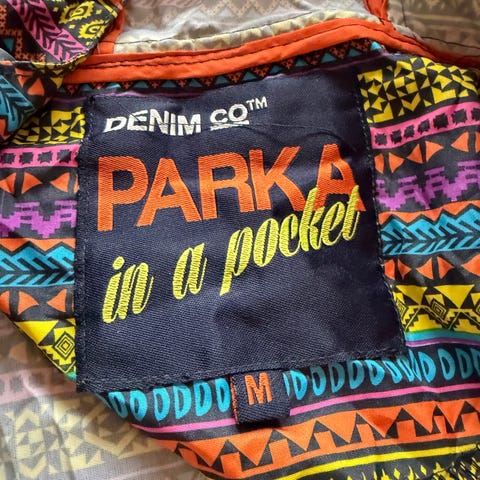 DENIM CO™
PARKA
in a pocket
M